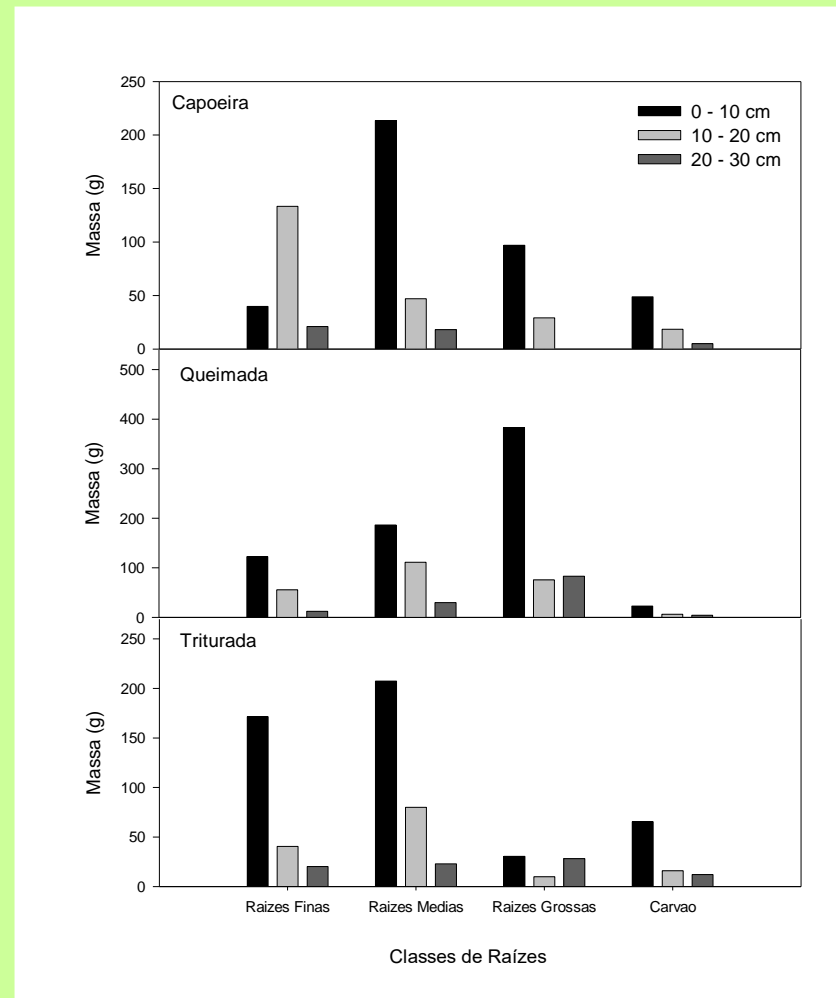 Capoeira
0 - 10 cm
10 - 20 cm
20 - 30 cm
Massa (g)
250
200
150
100
50
0
Queimada
Massa (g)
500
400
300
200
100
0
Triturada
Massa (g)
250
200
150
100
50
0
Raizes Finas Raizes Medias Raizes Grossas Carvao
Classes de Raízes